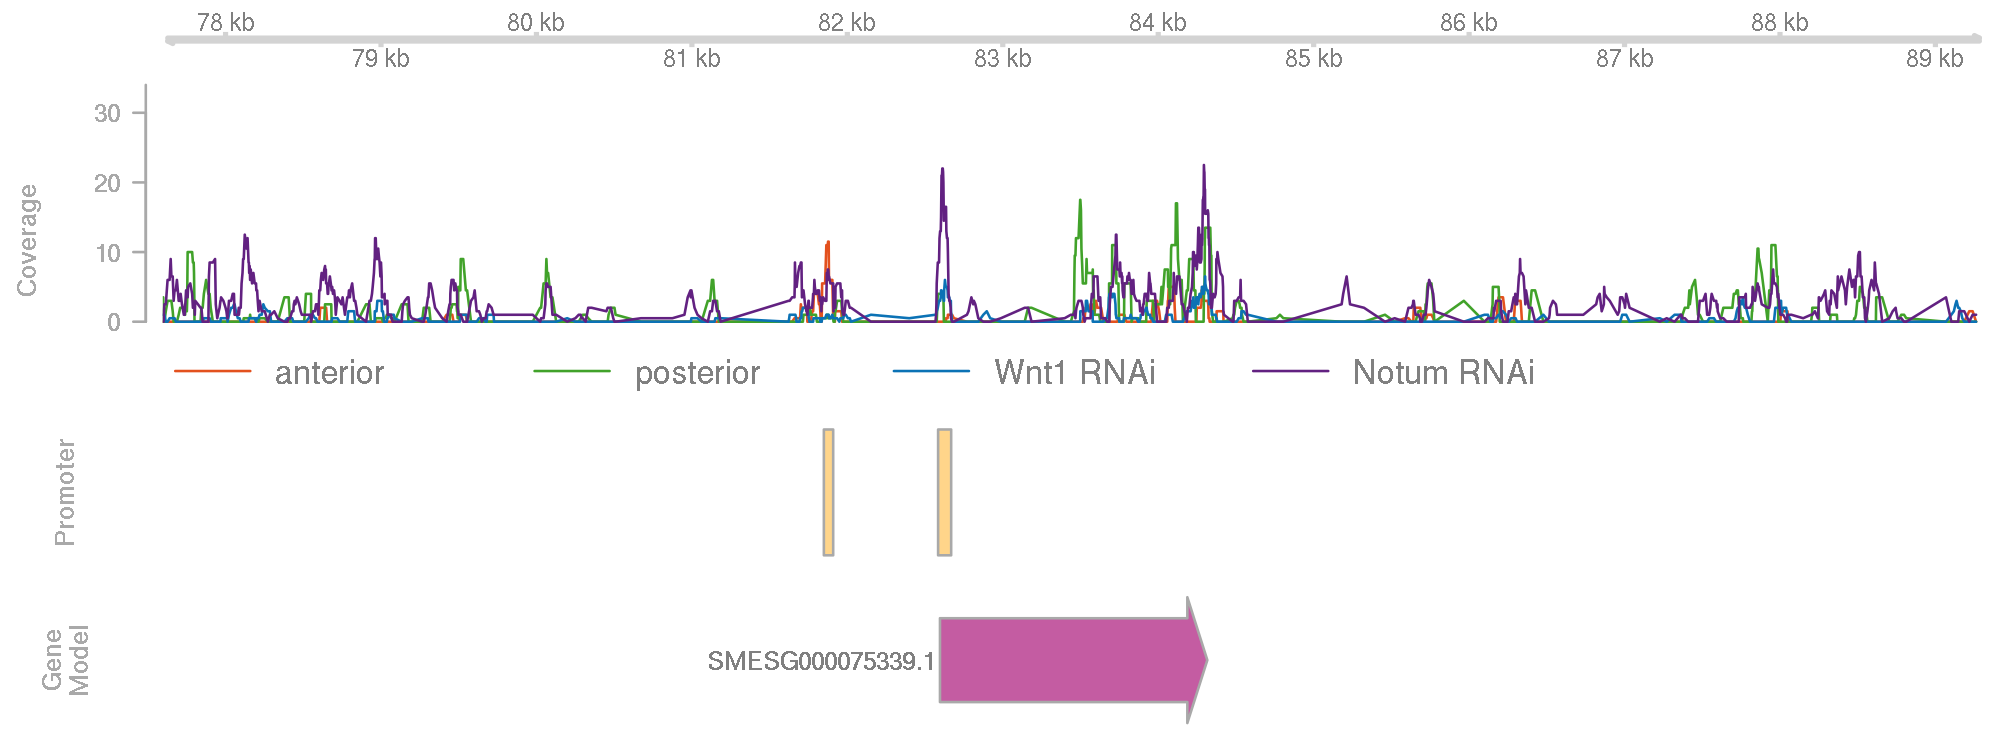 78 kb 80 kb 82 kb 84 kb 86 kb 88 kb
79 kb 81 kb 83 kb 85 kb 87 kb 89 kb
Coverage
30
20
10
0
anterior posterior Wnt1 RNAi Notum RNAi
Promoter
Gene
Model
SMESG000075339.1